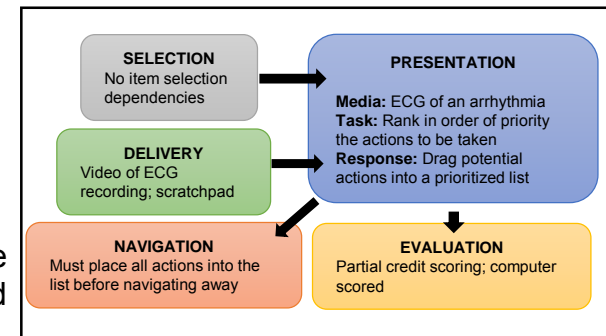 SELECTION
No item selection
dependencies
PRESENTATION
Media: ECG of an arrhythmia
Task: Rank in order of priority
the actions to be taken
Response: Drag potential
actions into a prioritized list
DELIVERY
Video of ECG
recording; scratchpad
NAVIGATION
Must place all actions into the
list before navigating away
EVALUATION
Partial credit scoring; computer
scored